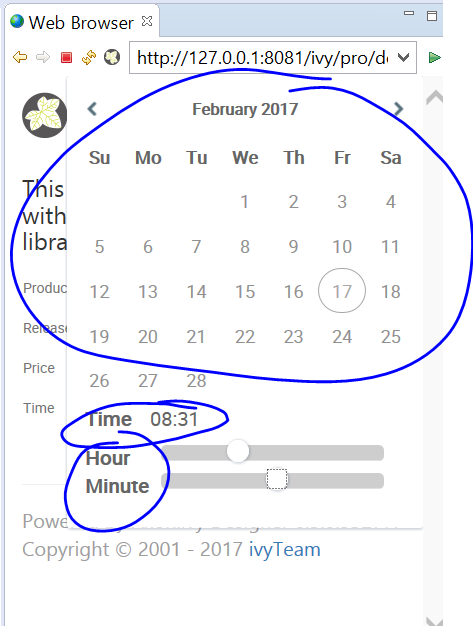 Web Browser
http://127.0.0.1:8081/ivy/pro/de
February 2017
Su Mo Tu We Th Fr Sa
1 2 3 4
5 6 7 8 9 10 11
12 13 14 15 16 17 18
19 20 21 22 23 24 25
26 27 28
This
with
libra
Produc
Release
Price
Time
Time 08:31
Hour
Minute
Powe
Copyright © 2001 - 2017 ivyTeam